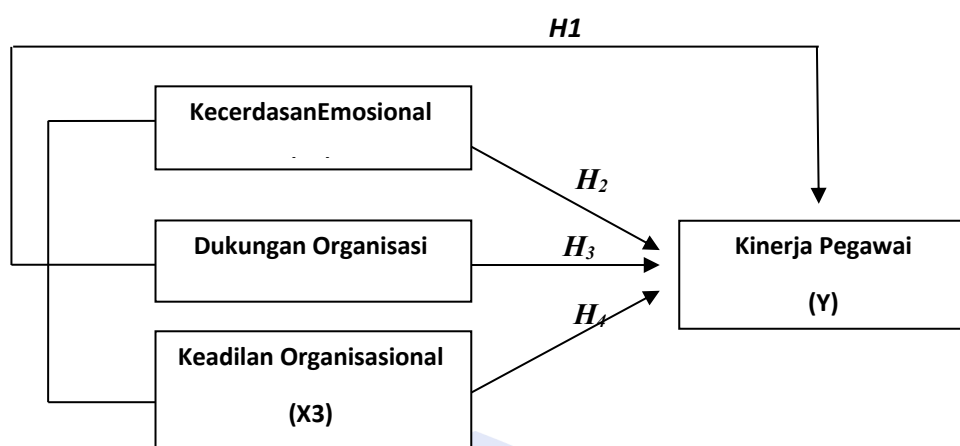 H1
KecerdasanEmosional
H2
Dukungan Organisasi
H3
Kinerja Pegawai
(Y)
H4
Keadilan Organisasional
(X3)